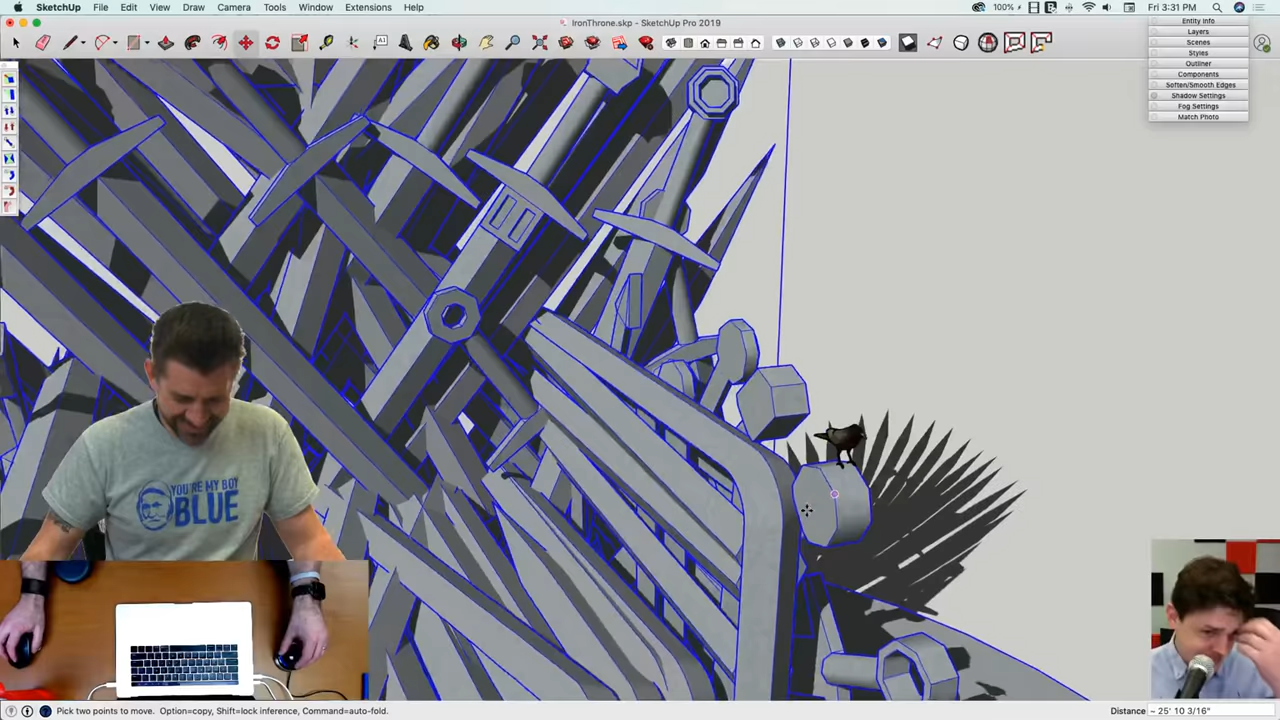 SketchUp File Edit View Draw Camera Tools Window Extensions Help
100% Fri 3:31 PM
IronThrone.skp - SketchUp Pro 2019
Entity Info
Layers
Scenes
Styles
Outliner
Components
Soften/Smooth Edges
Shadow Settings
Fog Settings
Match Photo
YOU'RE MY BOY
BLUE
Pick two points to move. Option=copy, Shift=lock inference, Command=auto-fold.
Distance ~ 25' 10 3/16"